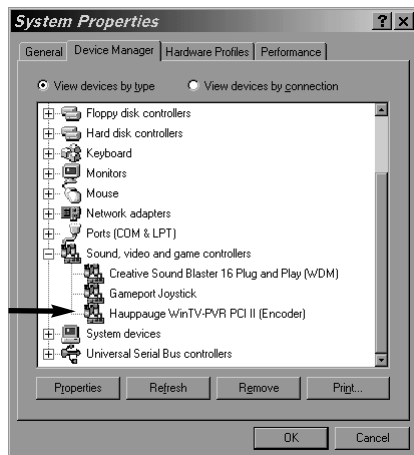 System Properties
General Device Manager Hardware Profiles Performance
View devices by type View devices by connection
Floppy disk controllers
Hard disk controllers
Keyboard
Monitors
Mouse
Network adapters
Ports (COM & LPT)
Sound, video and game controllers
Creative Sound Blaster 16 Plug and Play (WDM)
Gameport Joystick
Hauppauge WinTV-PVR PCI II (Encoder)
System devices
Universal Serial Bus controllers
Properties Refresh Remove Print...
OK Cancel